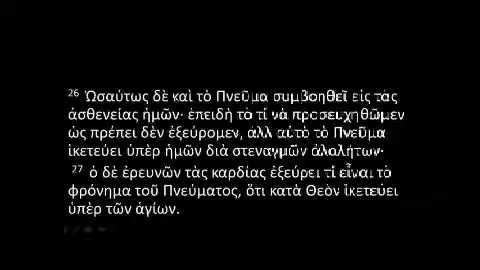 26 Ὡσαύτως δὲ καὶ τὸ Πνεῦμα συμβοηθεῖ εἰς τὰς
ἀσθενείας ἡμῶν· ἐπειδὴ τὸ τί νὰ προσευχηθῶμεν
ὡς πρέπει δὲν ἐξεύρομεν, ἀλλ αὐτὸ τὸ Πνεῦμα
ἱκετεύει ὑπὲρ ἡμῶν διὰ στεναγμῶν ἀλαλήτων·
27 ὁ δὲ ἐρευνῶν τὰς καρδίας ἐξεύρει τί εἶναι τὸ
φρόνημα τοῦ Πνεύματος, ὅτι κατὰ Θεὸν ἱκετεύει
ὑπὲρ τῶν ἁγίων.